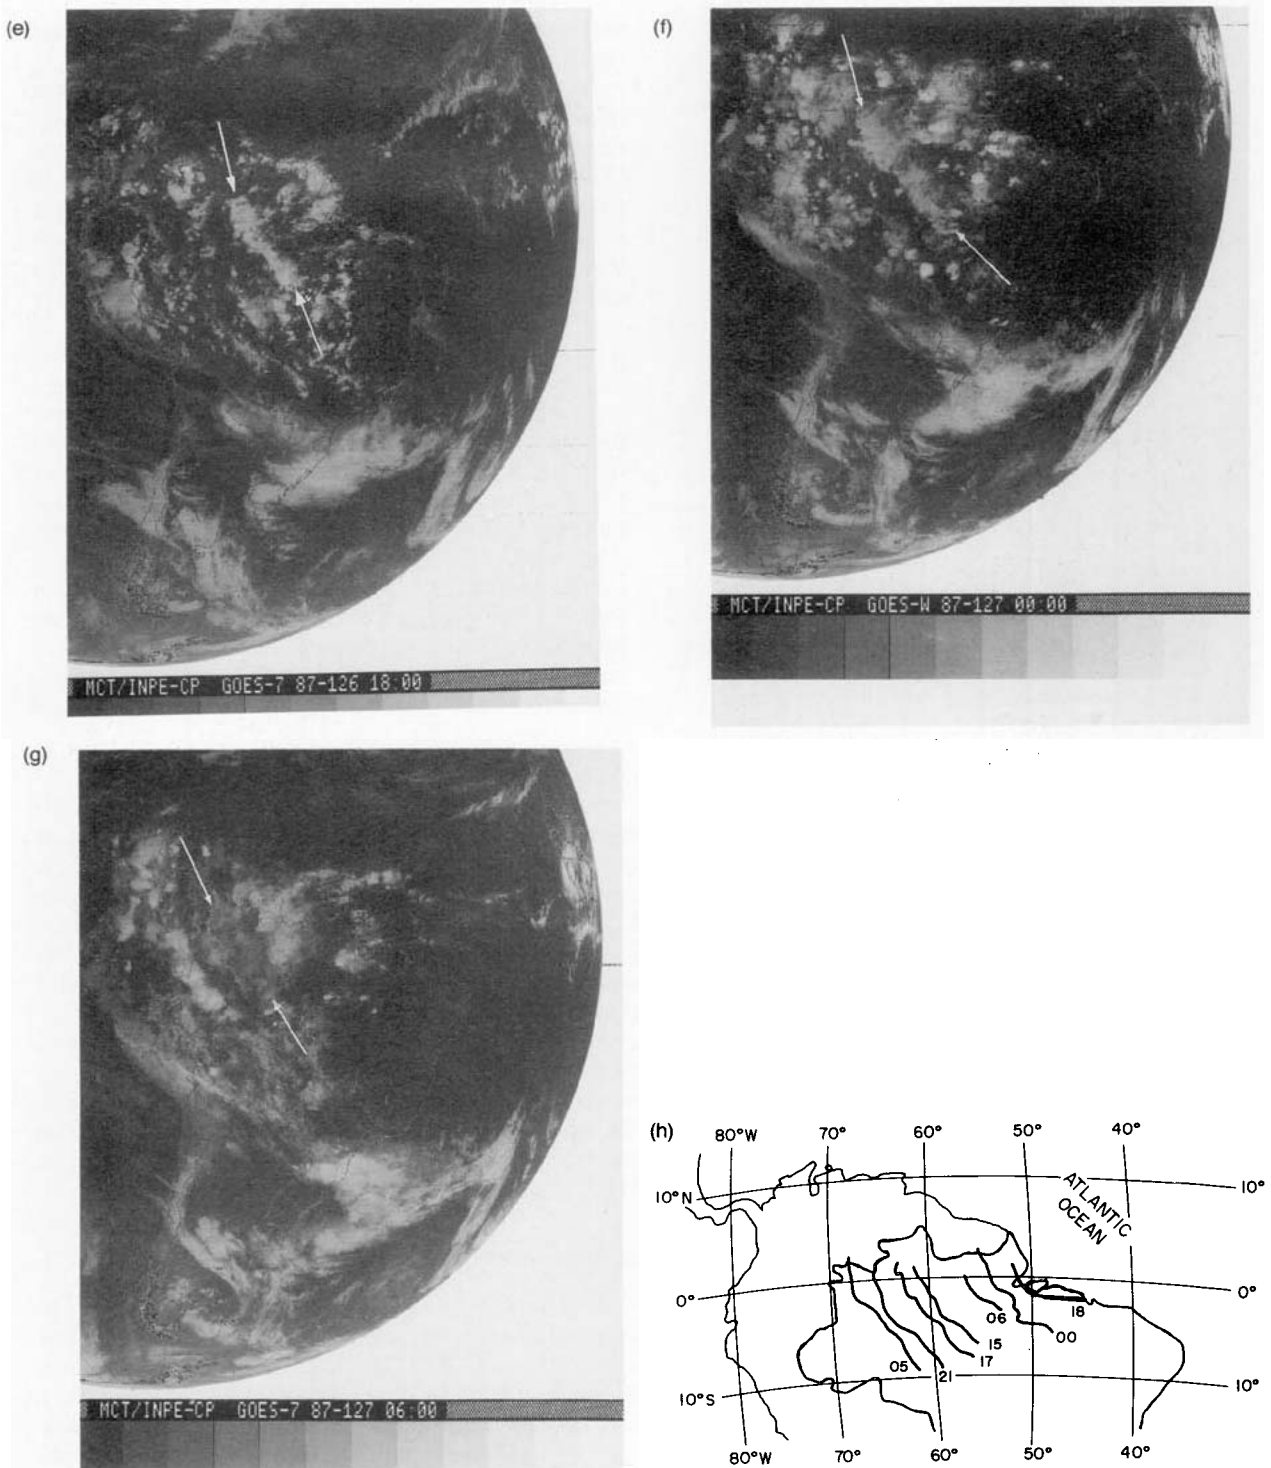 (e)
(f)
MCT/INPE-CP GOES-W 87-127 00:00
MCT/INPE-CP GOES-7 87-126 18:00
(g)
(h)
80°W 70° 60° 50° 40°
10°N
10°
ATLANTIC
OCEAN
0°
0°
06
18
15
00
17
05
21
10°S
10°
80°W 70° 60° 50° 40°
MCT/INPE-CP GOES-7 87-127 06:00